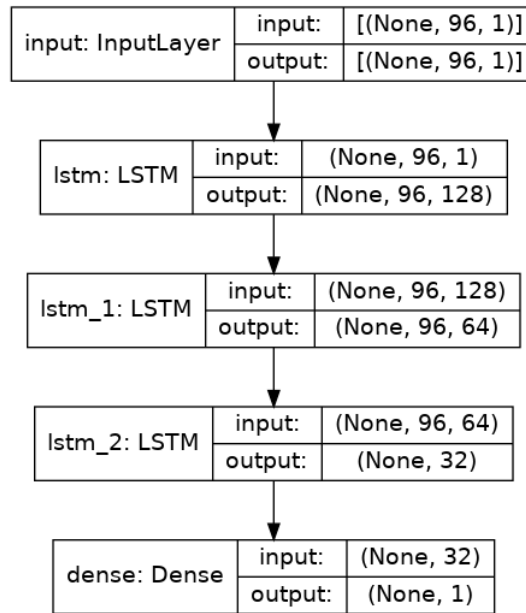 input: InputLayer
input: [(None, 96, 1)]
output: [(None, 96, 1)]
lstm: LSTM
input: (None, 96, 1)
output: (None, 96, 128)
lstm_1: LSTM
input: (None, 96, 128)
output: (None, 96, 64)
lstm_2: LSTM
input: (None, 96, 64)
output: (None, 32)
dense: Dense
input: (None, 32)
output: (None, 1)